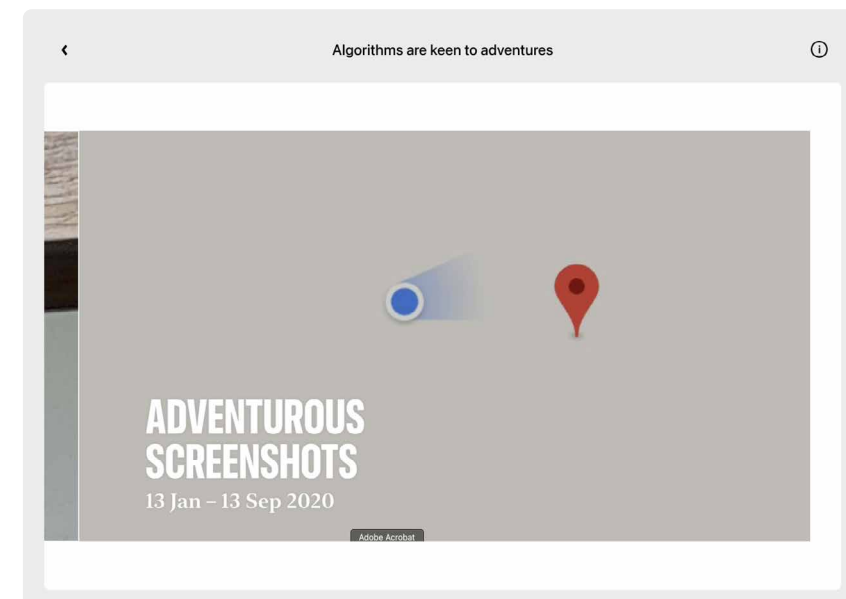 Algorithms are keen to adventures
ADVENTUROUS
SCREENSHOTS
13 Jan – 13 Sep 2020
Adobe Acrobat